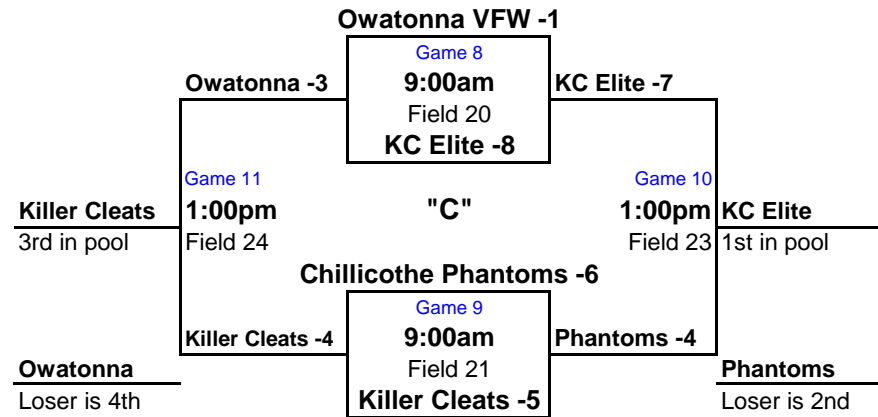 Owatonna VFW -1
Game 8
Owatonna -3 9:00am KC Elite -7
Field 20
KC Elite -8
Game 11 Game 10
Killer Cleats 1:00pm "C" 1:00pm KC Elite
3rd in pool Field 24 Field 23 1st in pool
Chillicothe Phantoms -6
Game 9
Killer Cleats -4 9:00am Phantoms -4
Owatonna Field 21 Phantoms
Loser is 4th Killer Cleats -5 Loser is 2nd